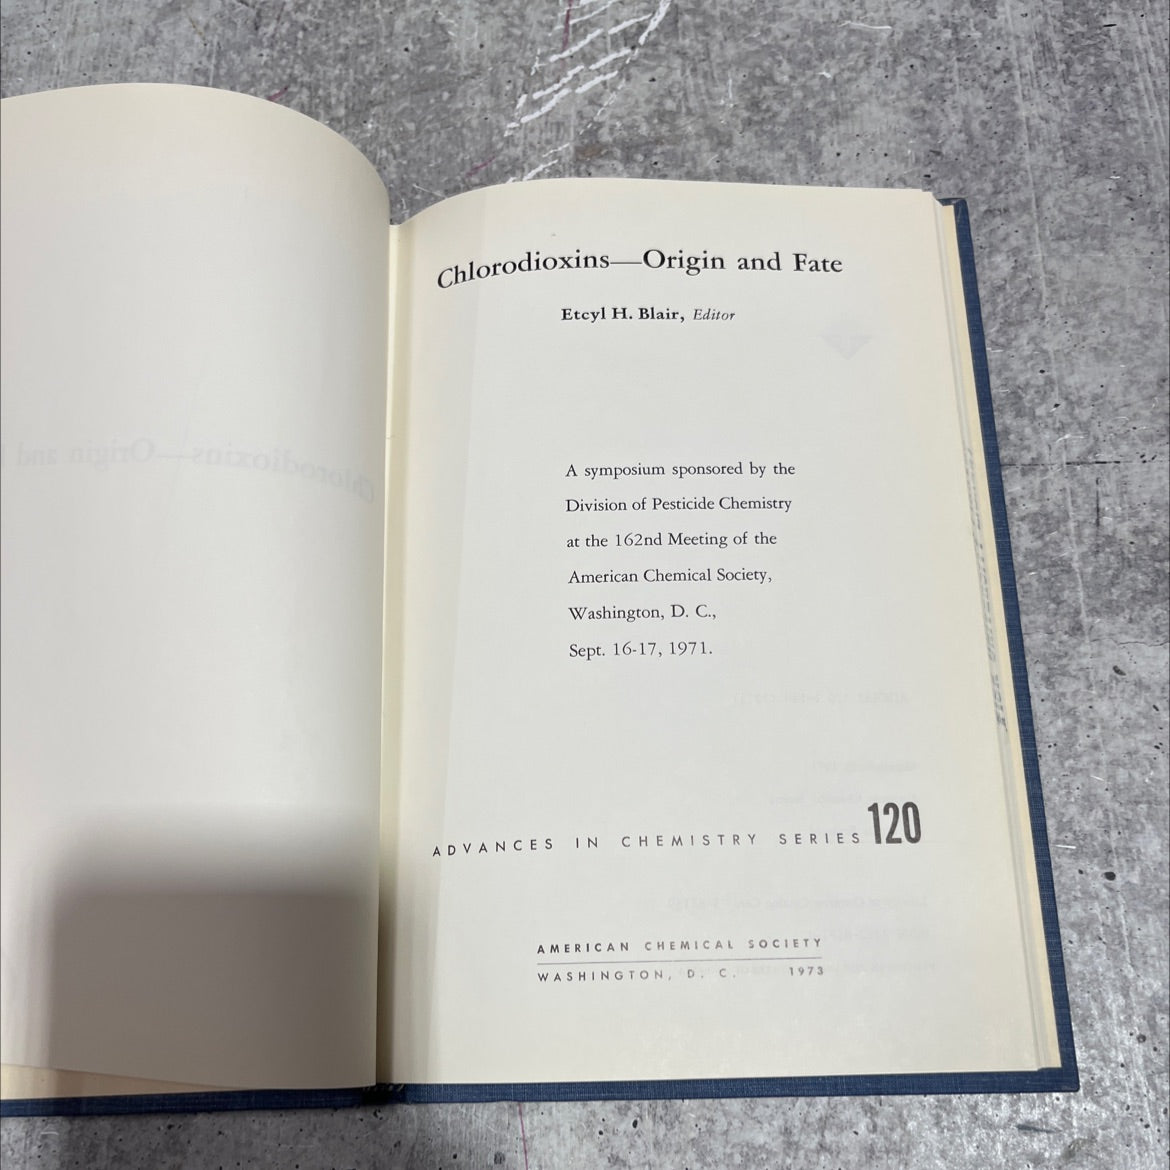 Chlorodioxins—Origin and Fate
Etcyl H. Blair, Editor
A symposium sponsored by the
Division of Pesticide Chemistry
at the 162nd Meeting of the
American Chemical Society,
Washington, D. C.,
Sept. 16-17, 1971.
ADVANCES IN CHEMISTRY SERIES 120
AMERICAN CHEMICAL SOCIETY
WASHINGTON, D. C. 1973